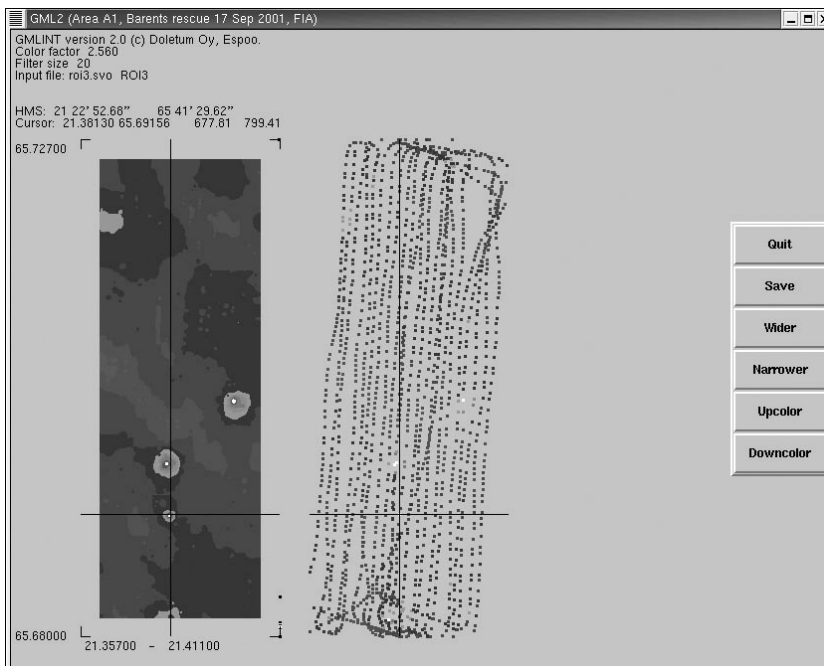 GML2 (Area A1, Barents rescue 17 Sep 2001, FIA)
GMLINT version 2.0 (c) Doletum Oy, Espoo.
Color factor 2.560
Filter size 20
Input file: roi3.svo ROI3
HMS: 21 22' 52.68" 65 41' 29.62"
Cursor: 21.38130 65.69156 677.81 799.41
65.72700
65.68000
21.35700 - 21.41100
Quit
Save
Wider
Narrower
Upcolor
Downcolor